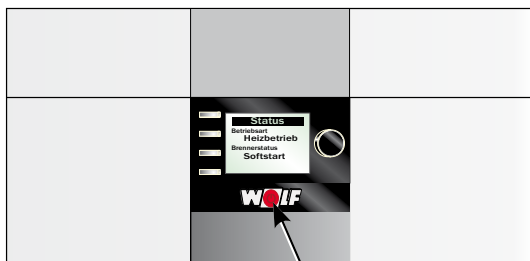 Status
Betriebsart
Heizbetrieb
Brennerstatus
Softstart
WOLF